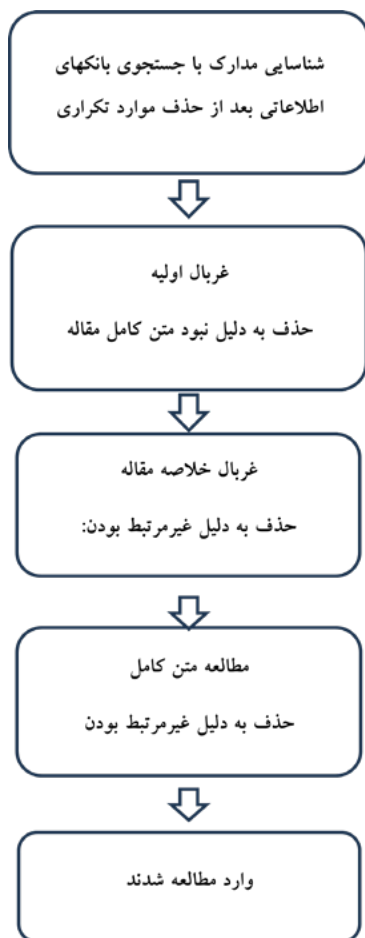 شناسایی مدارک با جستجوی بانکهای
اطلاعاتی بعد از حذف موارد تکراری
غربال اولیه
حذف به دلیل نبود متن کامل مقاله
غربال خلاصه مقاله
حذف به دلیل غیرمرتبط بودن:
مطالعه متن کامل
حذف به دلیل غیرمرتبط بودن
وارد مطالعه شدند